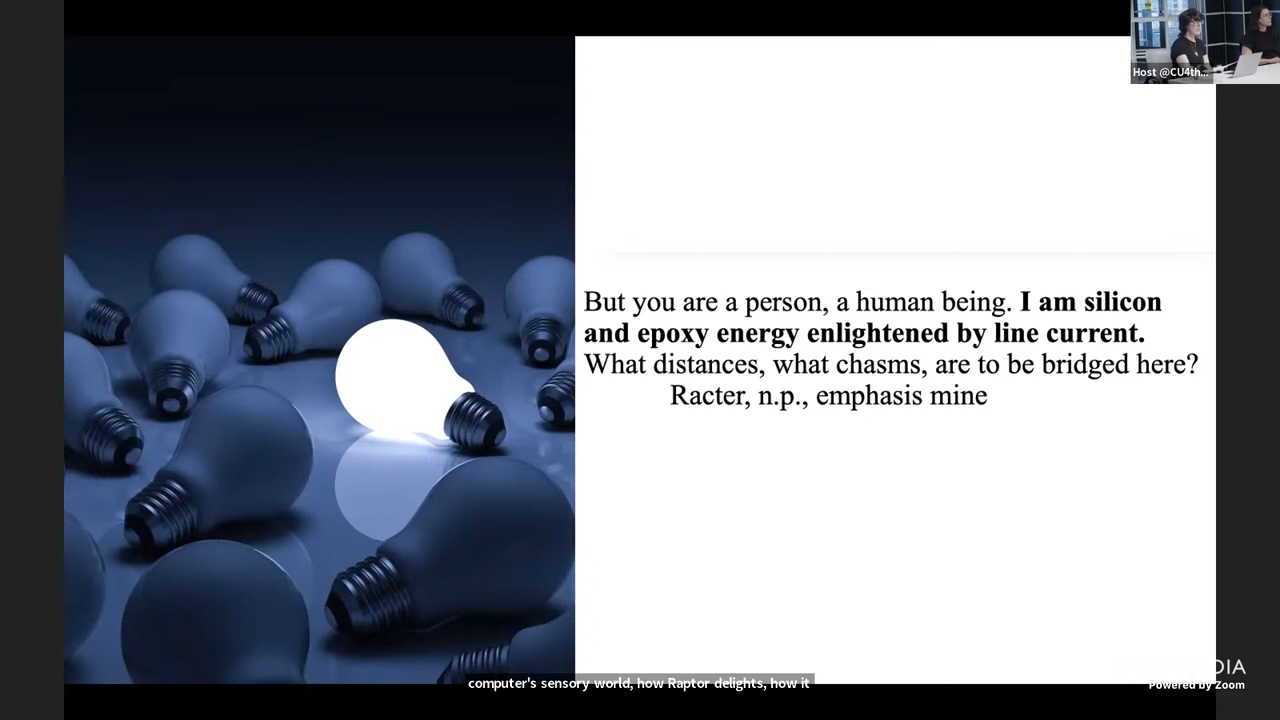 Host @CU4th...
But you are a person, a human being. I am silicon
and epoxy energy enlightened by line current.
What distances, what chasms, are to be bridged here?
Racter, n.p., emphasis mine
DIA
computer's sensory world, how Raptor delights, how it
Powered by Zoom